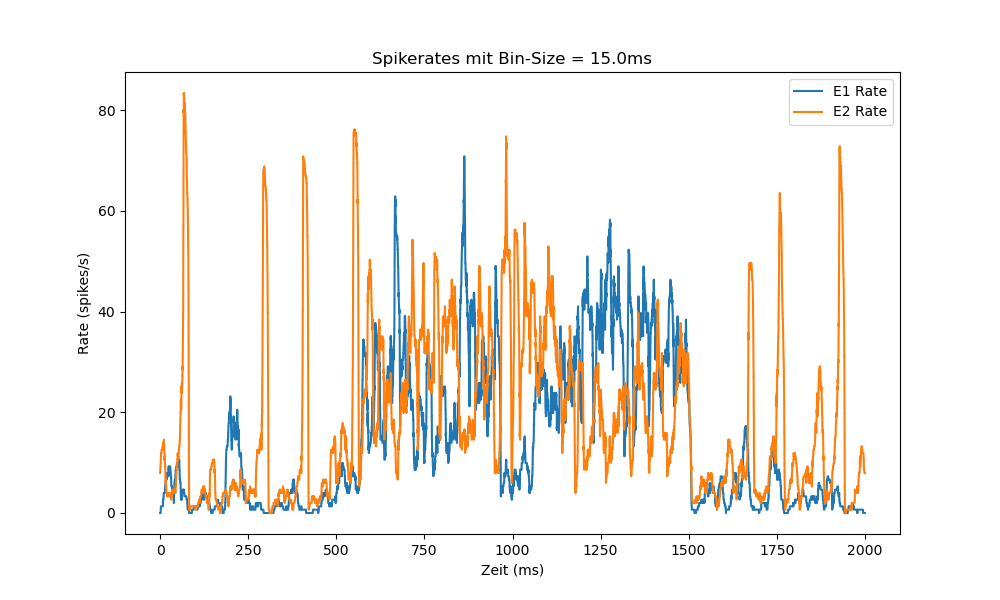 Spikerates mit Bin-Size = 15.0ms
E1 Rate
E2 Rate
Rate (spikes/s)
80
60
40
20
0
0 250 500 750 1000 1250 1500 1750 2000
Zeit (ms)